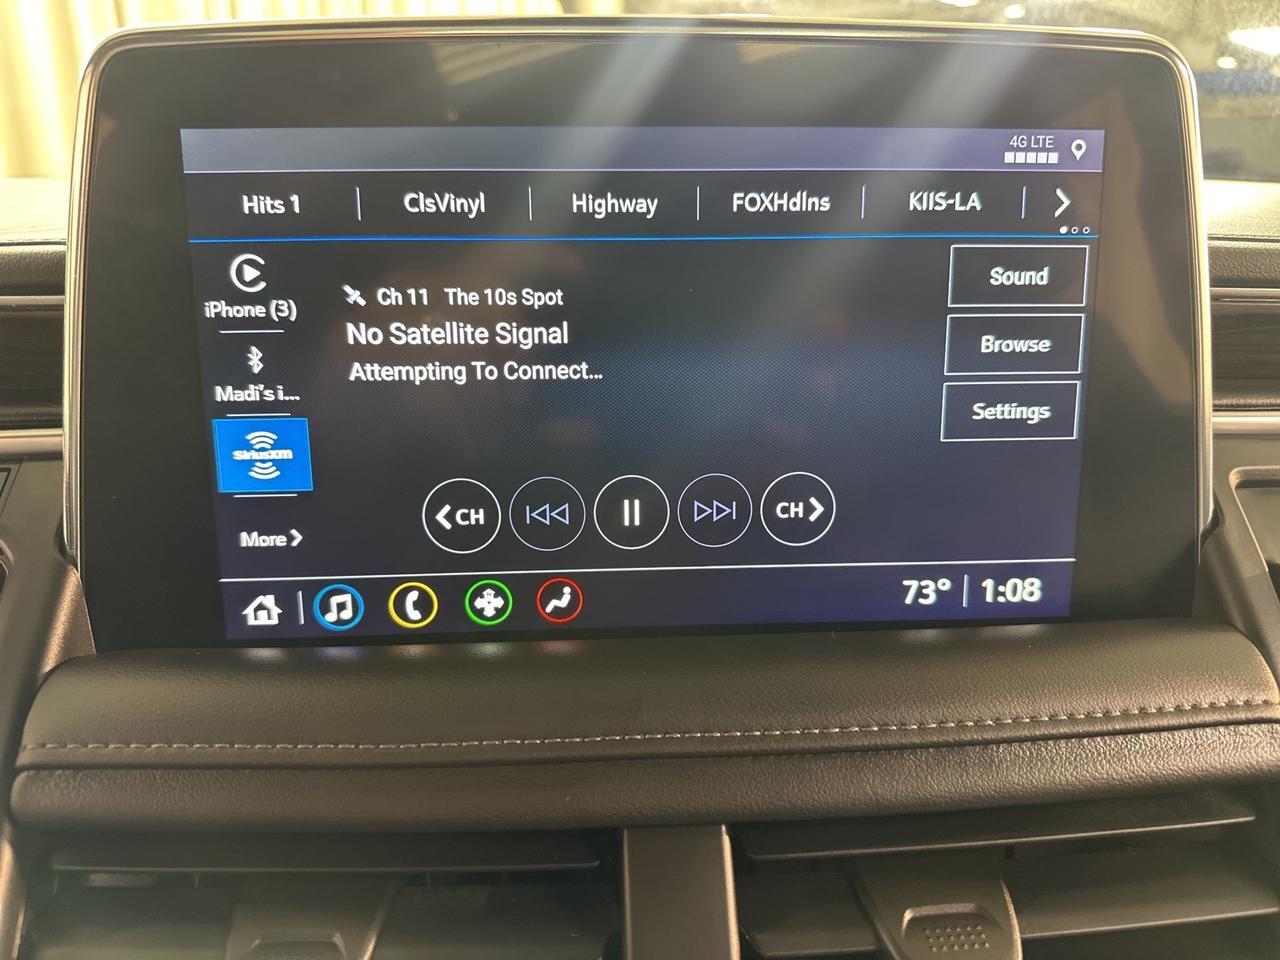 4G LTE
Hits 1
ClsVinyl
Highway
FOXHdlns
KIIS-LA
iPhone (3)
Madi's i...
SiriusXM
More
Ch 11 The 10s Spot
No Satellite Signal
Attempting To Connect...
Sound
Browse
Settings
CH
CH
73° 1:08